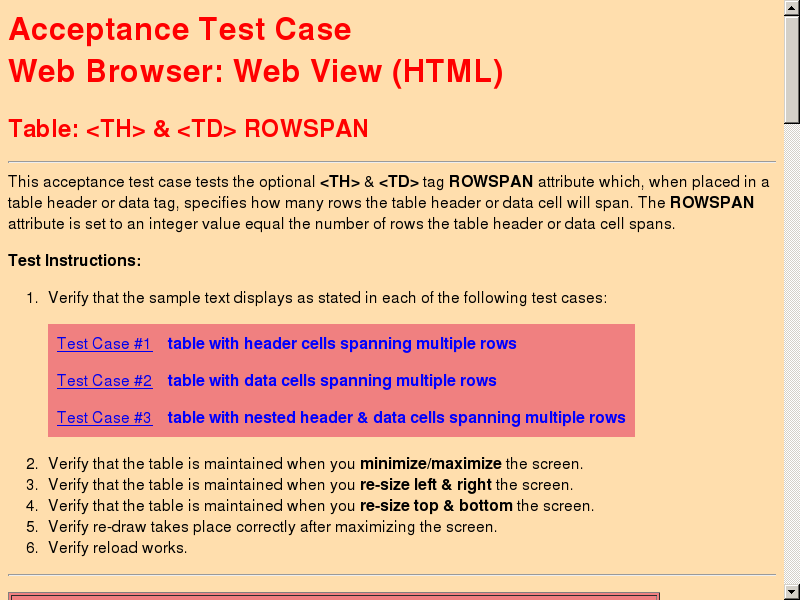 Acceptance Test Case
Web Browser: Web View (HTML)
Table: <TH> & <TD> ROWSPAN
This acceptance test case tests the optional <TH> & <TD> tag ROWSPAN attribute which, when placed in a
table header or data tag, specifies how many rows the table header or data cell will span. The ROWSPAN
attribute is set to an integer value equal the number of rows the table header or data cell spans.
Test Instructions:
1. Verify that the sample text displays as stated in each of the following test cases:
Test Case #1 table with header cells spanning multiple rows
Test Case #2 table with data cells spanning multiple rows
Test Case #3 table with nested header & data cells spanning multiple rows
2. Verify that the table is maintained when you minimize/maximize the screen.
3. Verify that the table is maintained when you re-size left & right the screen.
4. Verify that the table is maintained when you re-size top & bottom the screen.
5. Verify re-draw takes place correctly after maximizing the screen.
6. Verify reload works.